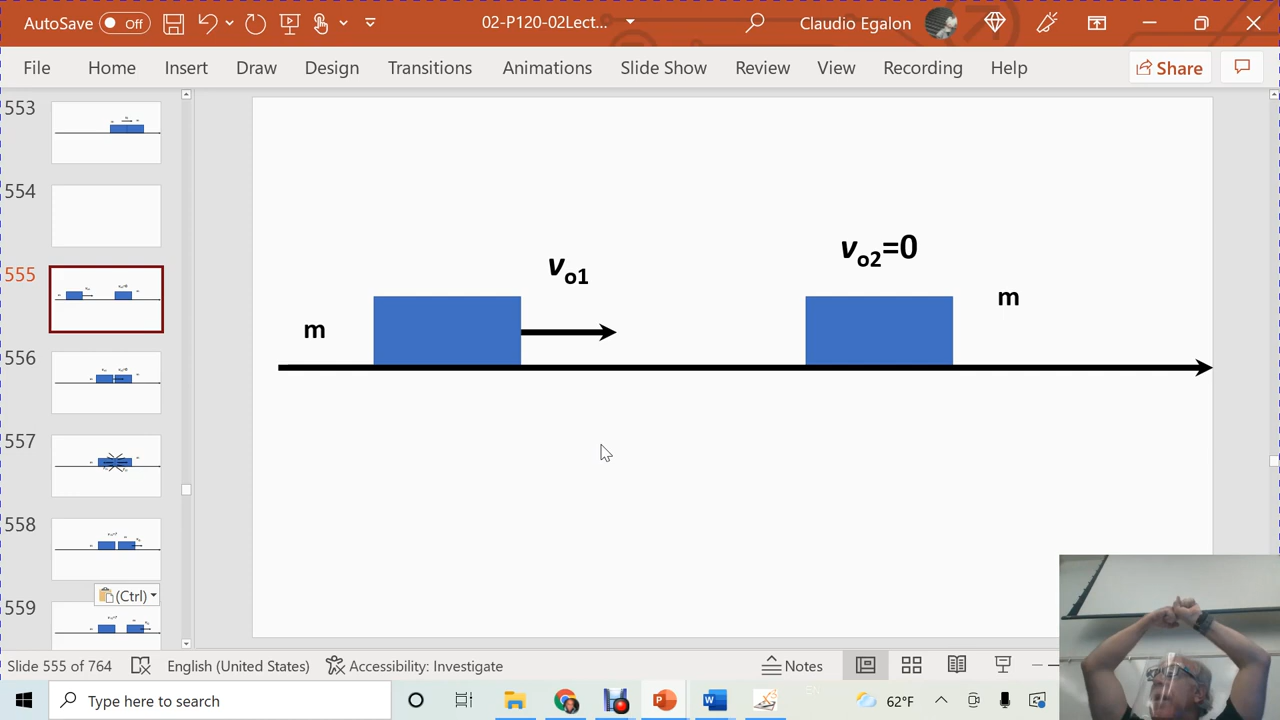 AutoSave Off 02-P120-02Lect... Claudio Egalon
File Home Insert Draw Design Transitions Animations Slide Show Review View Recording Help Share
553
554
555
556
557
558
559
(Ctrl)
vo1
vo2=0
m
m
Slide 555 of 764 English (United States) Accessibility: Investigate Notes
Type here to search 62°F